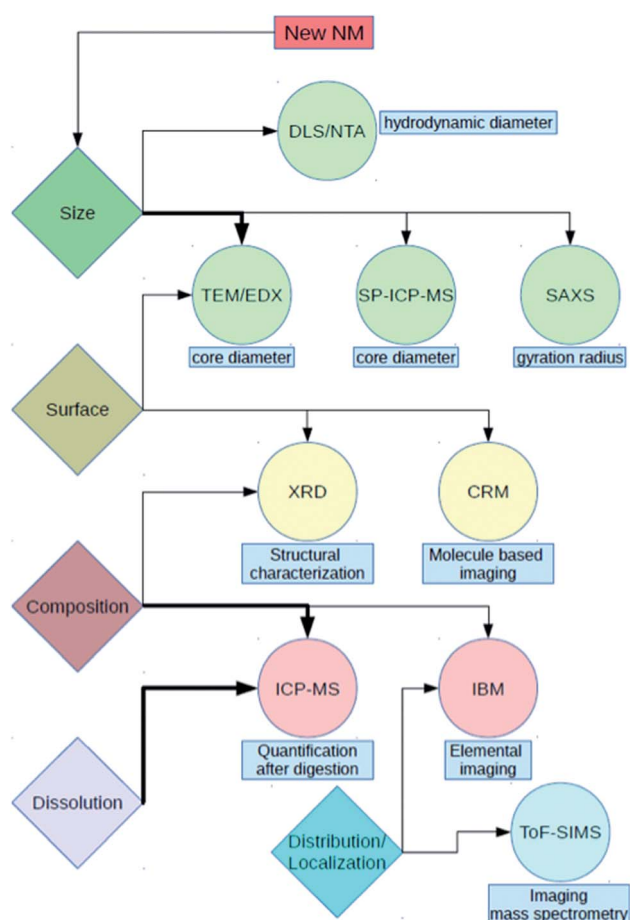 New NM
DLS/NTA
hydrodynamic diameter
Size
TEM/EDX
SP-ICP-MS
SAXS
core diameter
core diameter
gyration radius
Surface
XRD
CRM
Structural
characterization
Molecule based
imaging
Composition
ICP-MS
IBM
Quantification
after digestion
Elemental
imaging
Dissolution
Distribution/
Localization
ToF-SIMS
Imaging
mass spectrometry